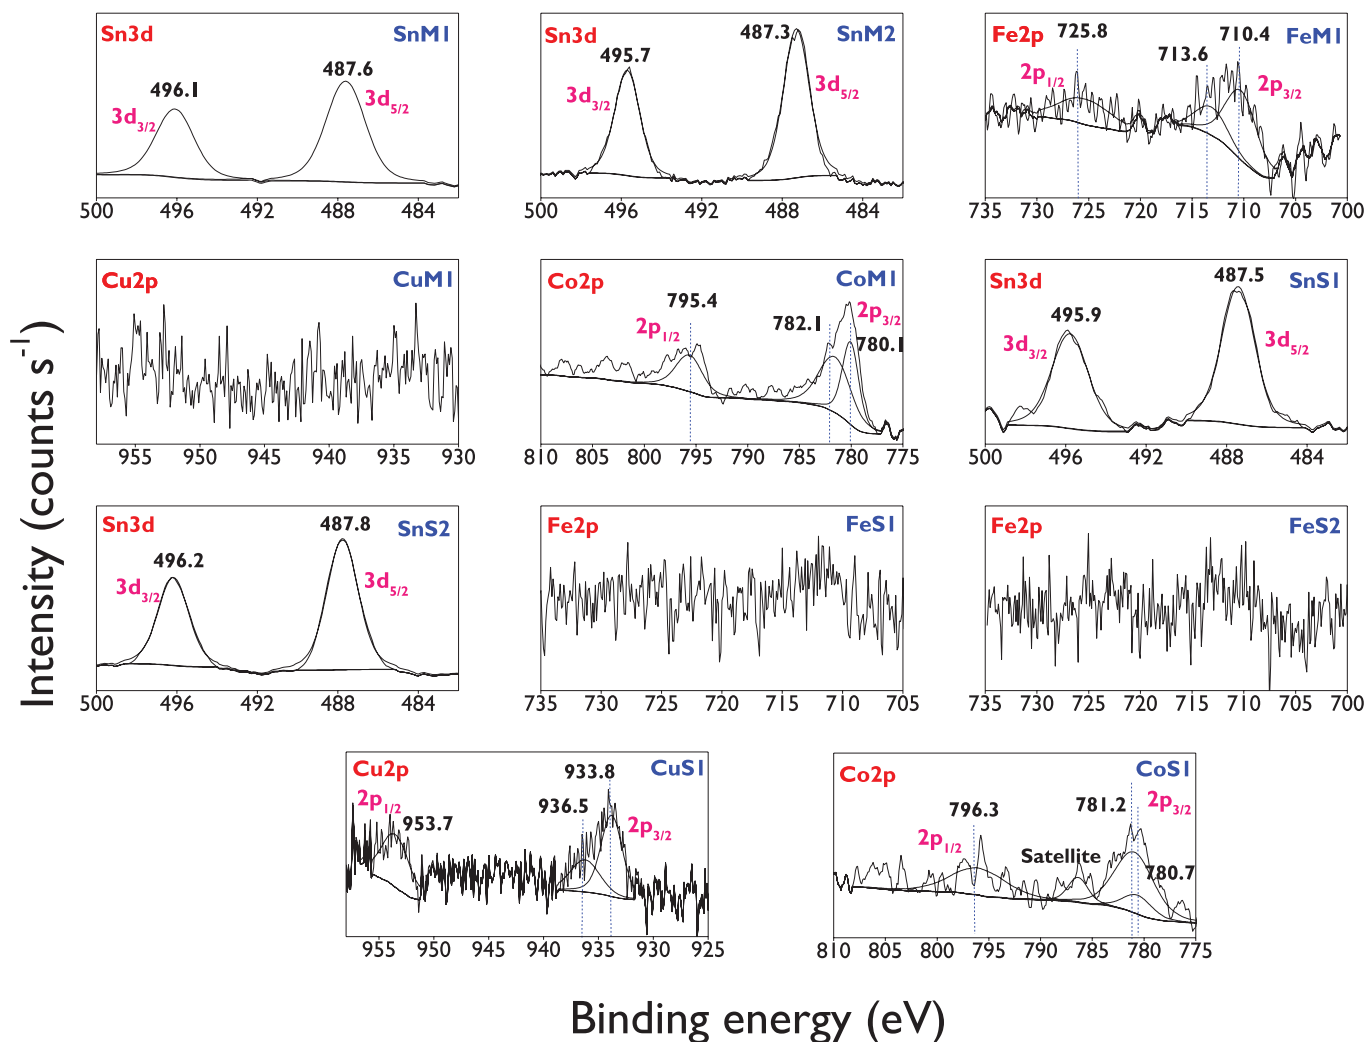 Sn3d SnM1
496.1 487.6
3d3/2 3d5/2
500 496 492 488 484
Sn3d SnM2
495.7 487.3
3d3/2 3d5/2
500 496 492 488 484
Fe2p FeM1
725.8 713.6 710.4
2p1/2 2p3/2
735 730 725 720 715 710 705 700
Cu2p CuM1
955 950 945 940 935 930
Co2p CoM1
795.4 782.1 780.1
2p1/2 2p3/2
810 805 800 795 790 785 780 775
Sn3d SnS1
495.9 487.5
3d3/2 3d5/2
500 496 492 488 484
Sn3d SnS2
496.2 487.8
3d3/2 3d5/2
500 496 492 488 484
Fe2p FeS1
735 730 725 720 715 710 705
Fe2p FeS2
735 730 725 720 715 710 705 700
Cu2p CuS1
2p1/2 953.7 936.5 933.8 2p3/2
955 950 945 940 935 930 925
Co2p CoS1
2p1/2 796.3 Satellite 781.2 2p3/2 780.7
810 805 800 795 790 785 780 775
Intensity (counts s-1)
Binding energy (eV)